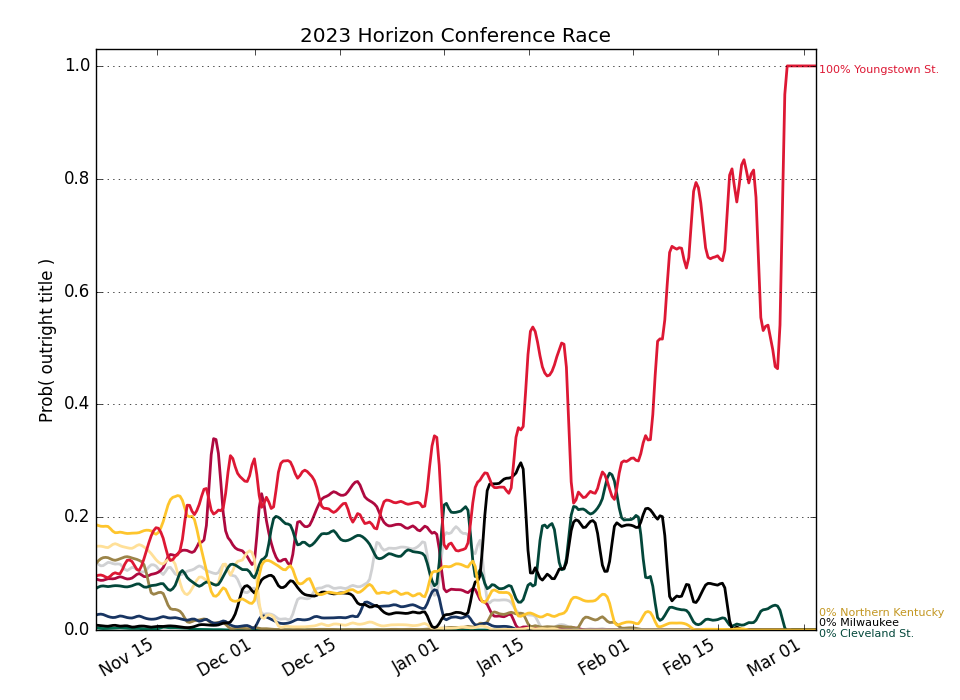 2023 Horizon Conference Race
Prob( outright title )
1.0
0.8
0.6
0.4
0.2
0.0
100% Youngstown St.
0% Northern Kentucky
0% Milwaukee
0% Cleveland St.
Nov 15
Dec 01
Dec 15
Jan 01
Jan 15
Feb 01
Feb 15
Mar 01